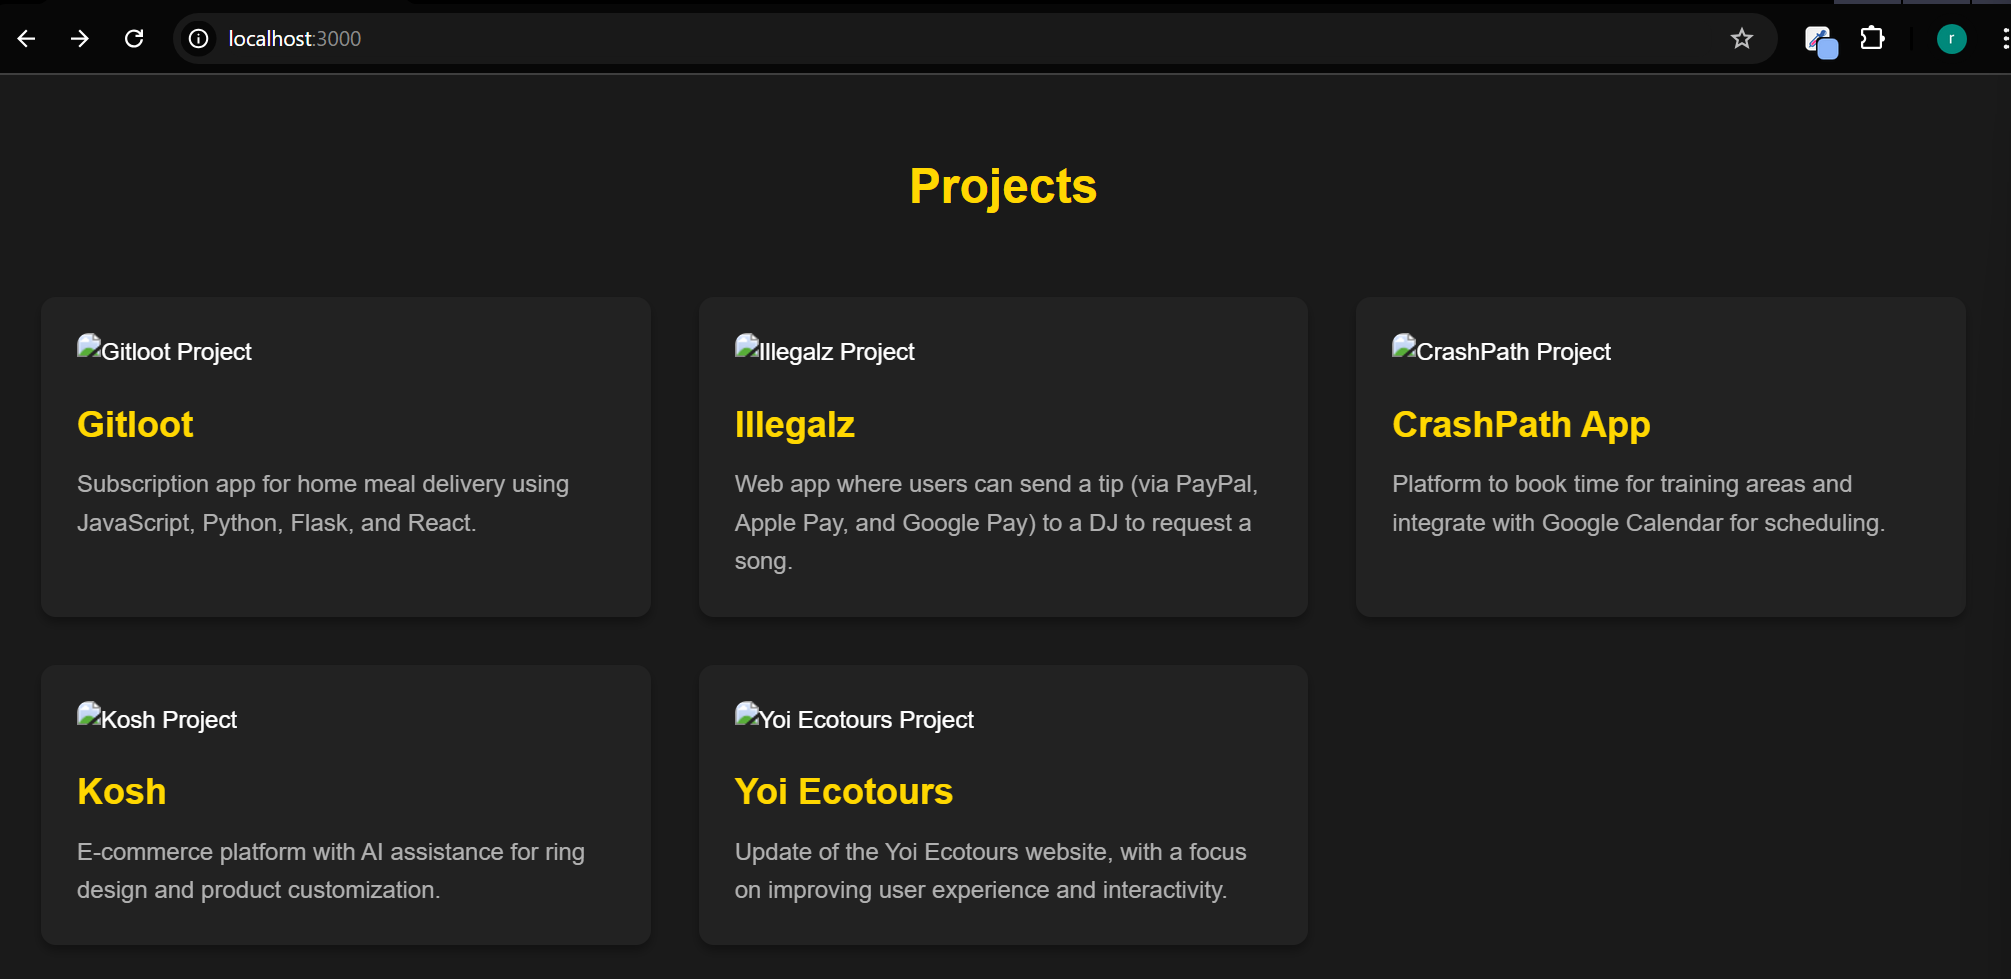 localhost:3000
r
Projects
Gitloot Project
Gitloot
Subscription app for home meal delivery using
JavaScript, Python, Flask, and React.
Illegalz Project
Illegalz
Web app where users can send a tip (via PayPal,
Apple Pay, and Google Pay) to a DJ to request a
song.
CrashPath Project
CrashPath App
Platform to book time for training areas and
integrate with Google Calendar for scheduling.
Kosh Project
Kosh
E-commerce platform with AI assistance for ring
design and product customization.
Yoi Ecotours Project
Yoi Ecotours
Update of the Yoi Ecotours website, with a focus
on improving user experience and interactivity.